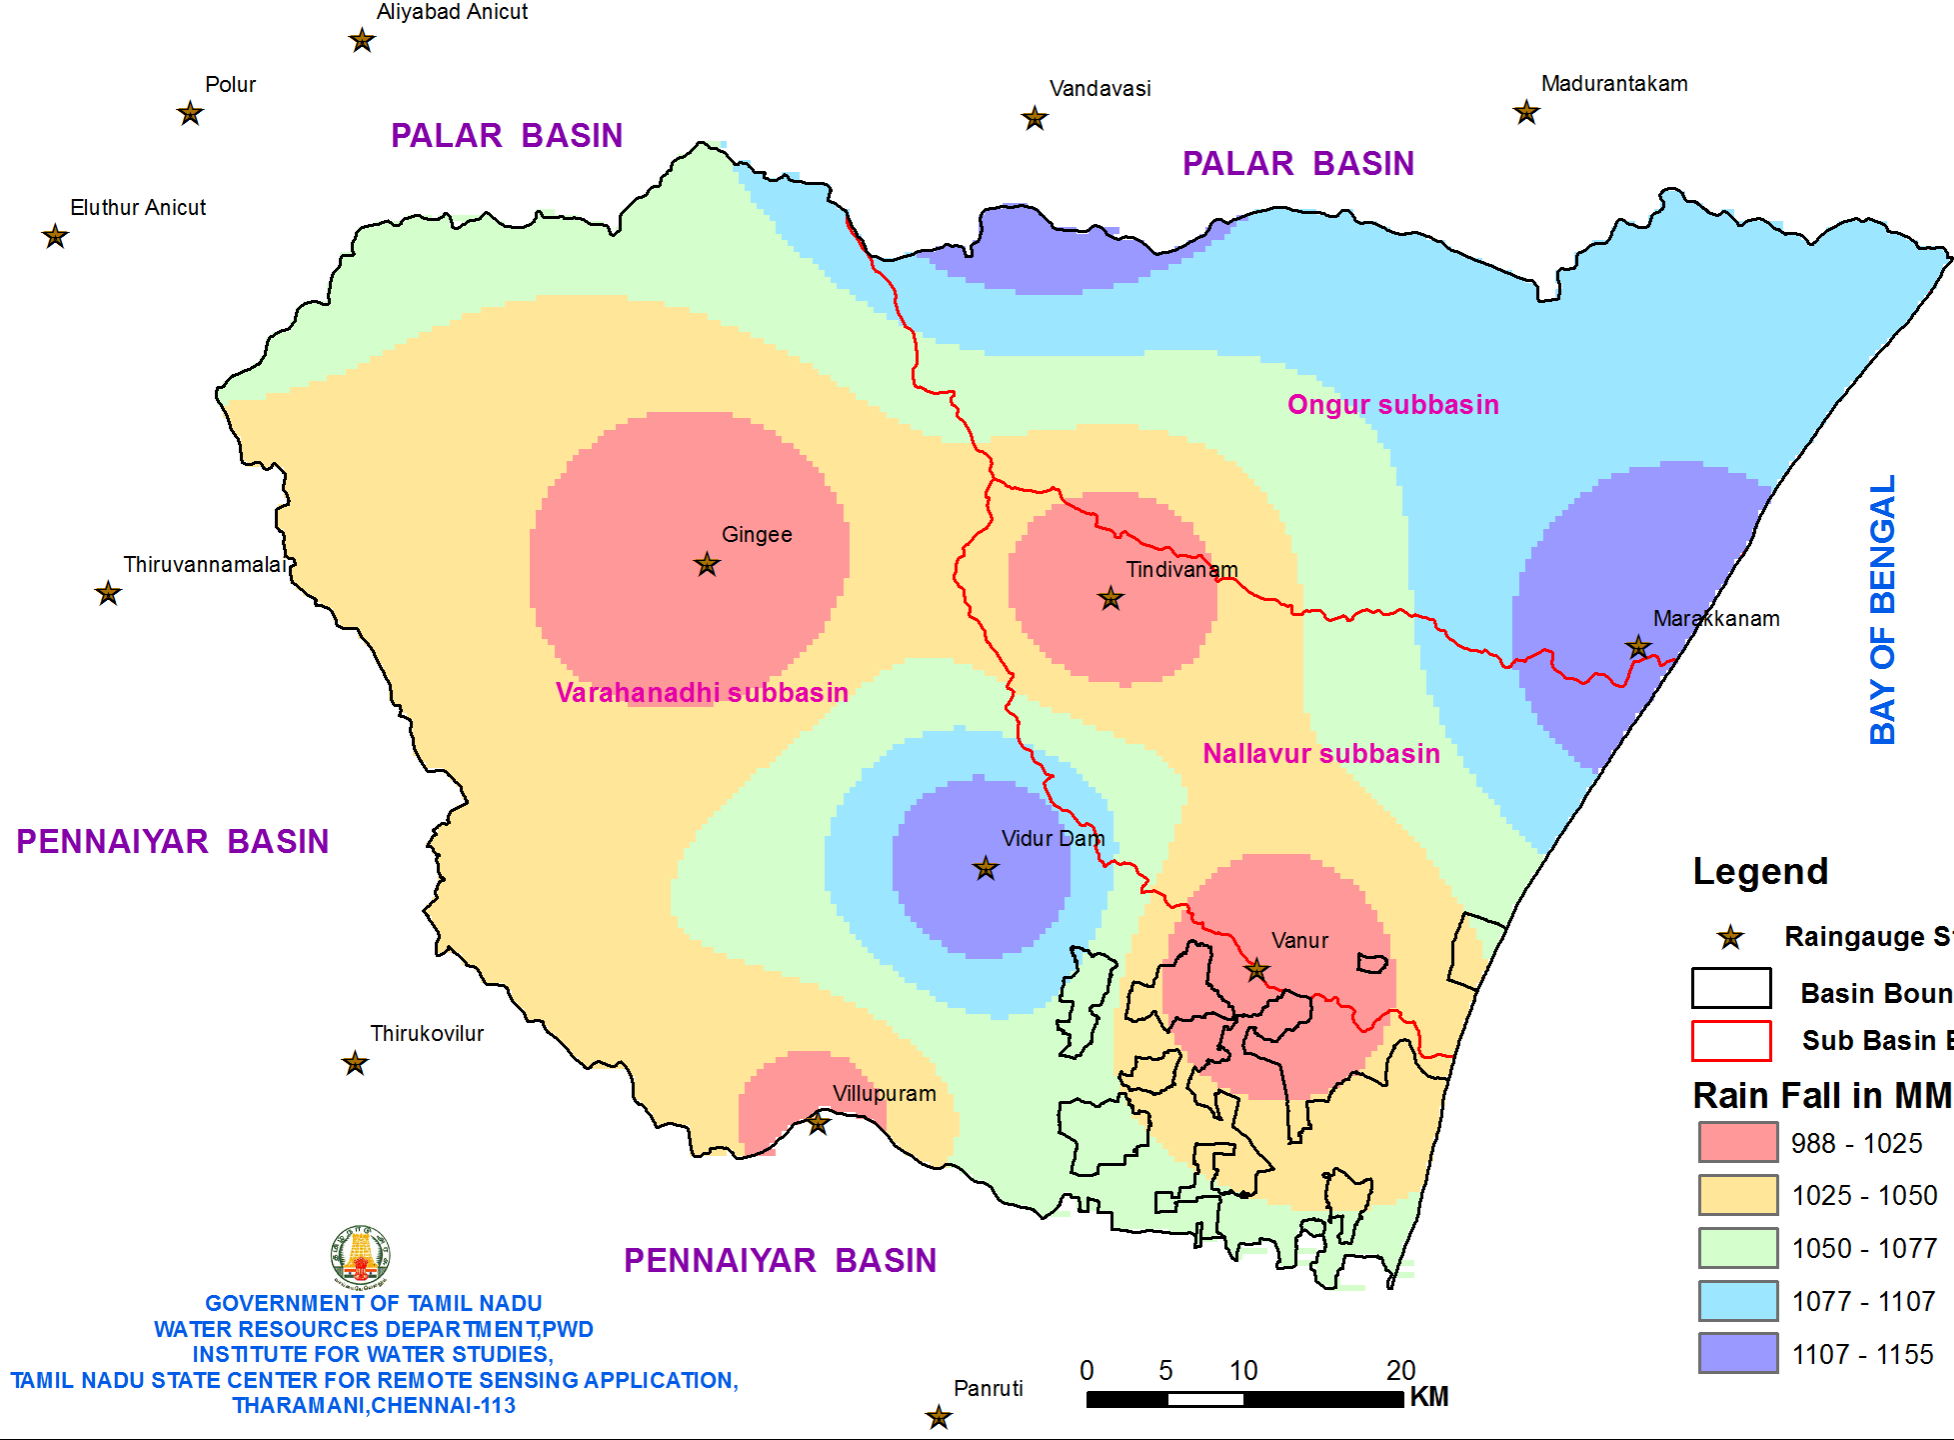 Aliyabad Anicut
Polur
Vandavasi
Madurantakam
PALAR BASIN
PALAR BASIN
Eluthur Anicut
Ongur subbasin
Gingee
Thiruvannamalai
Tindivanam
Marakkanam
BAY OF BENGAL
Varahanadhi subbasin
Nallavur subbasin
PENNAIYAR BASIN
Vidur Dam
Vanur
Thirukovilur
Villupuram
PENNAIYAR BASIN
Legend
Raingauge St
Basin Boun
Sub Basin B
Rain Fall in MM
988 - 1025
1025 - 1050
1050 - 1077
1077 - 1107
1107 - 1155
GOVERNMENT OF TAMIL NADU
WATER RESOURCES DEPARTMENT,PWD
INSTITUTE FOR WATER STUDIES,
TAMIL NADU STATE CENTER FOR REMOTE SENSING APPLICATION,
THARAMANI,CHENNAI-113
Panruti
0 5 10 20
KM